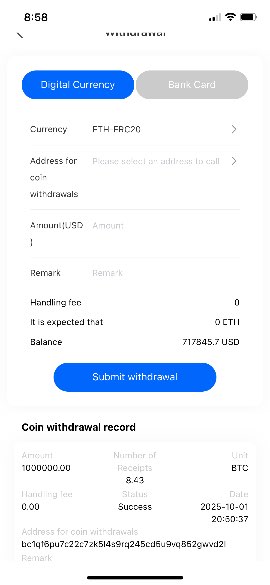 8:58
Withdrawal
Digital Currency
Bank Card
Currency ETH-ERC20
Address for Please select an address to call
coin
withdrawals
Amount(USD Amount
)
Remark Remark
Handling fee 0
It is expected that 0 ETH
Balance 717845.7 USD
Submit withdrawal
Coin withdrawal record
Amount Number of Unit
1000000.00 Receipts BTC
8.43
Handling fee Status Date
0.00 Success 2025-10-01
20:50:37
Address for coin withdrawals
Remark